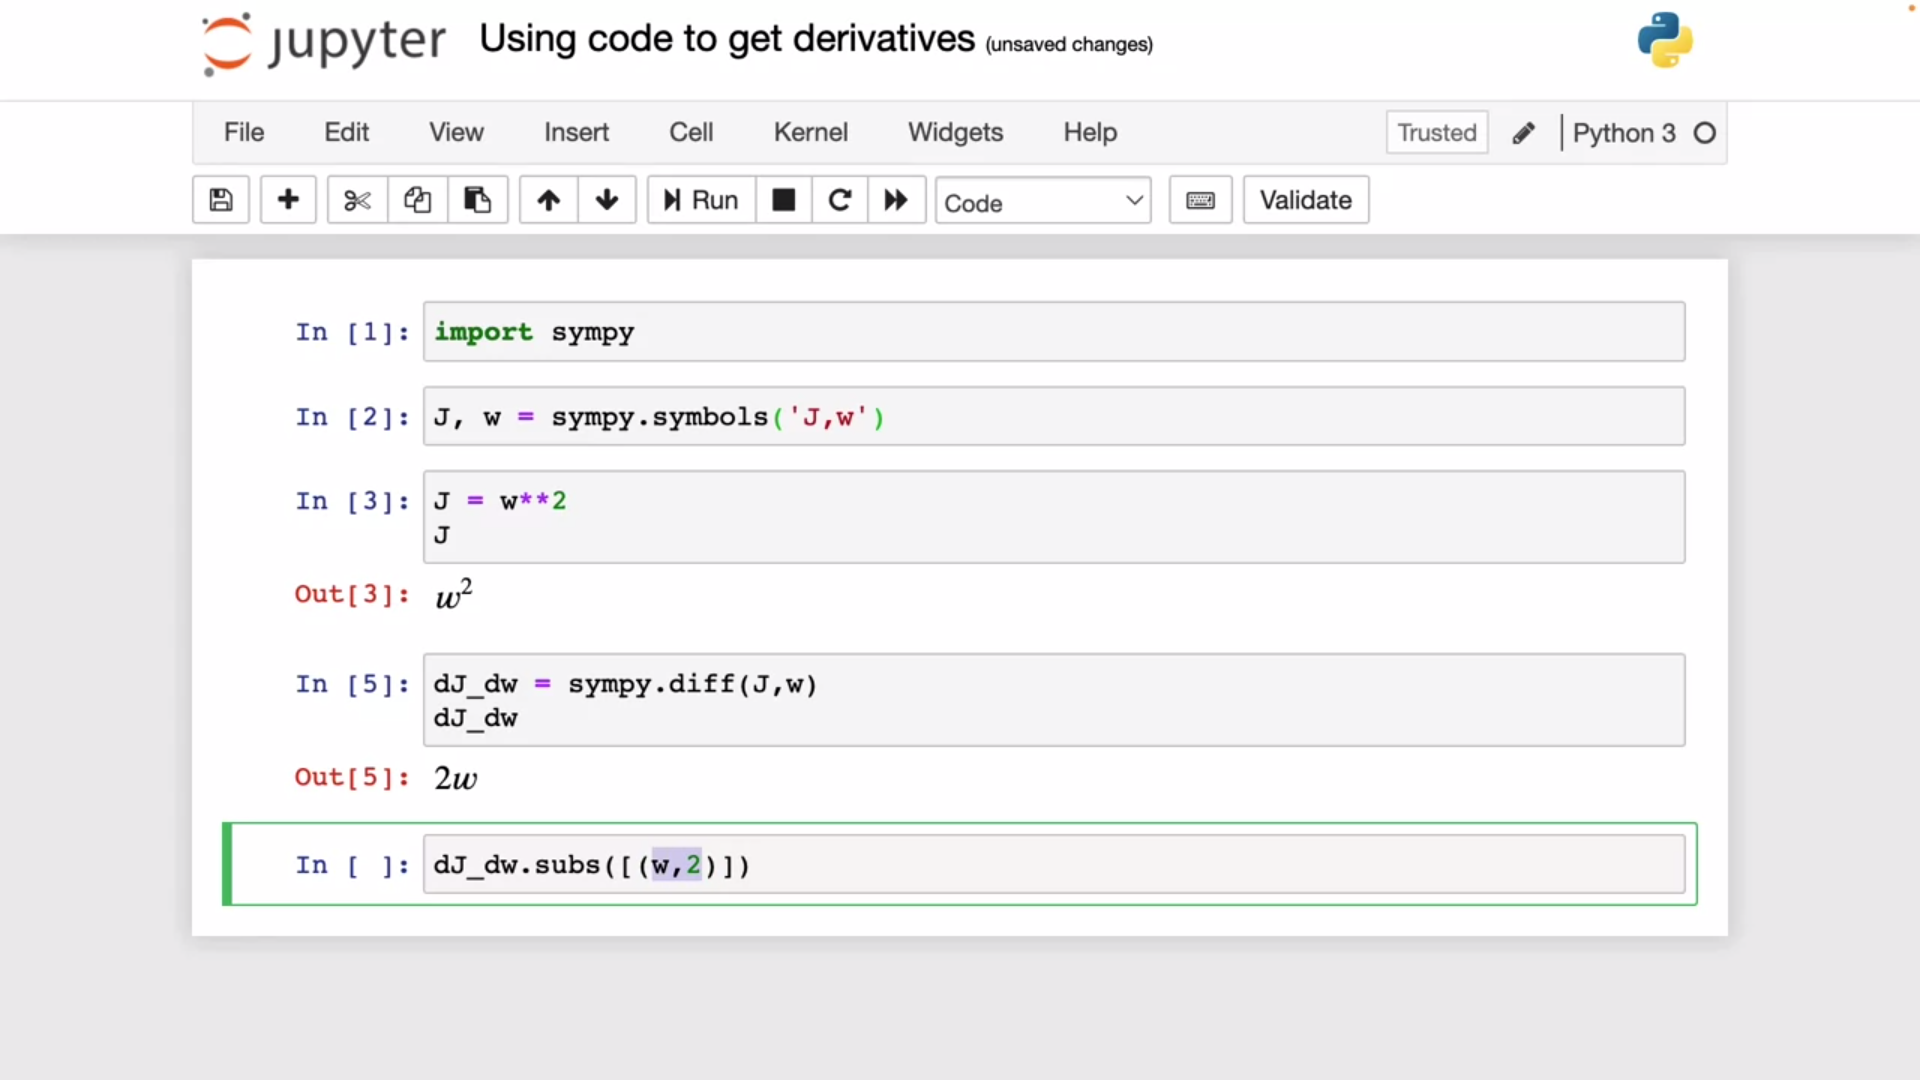 jupyter Using code to get derivatives (unsaved changes)
File Edit View Insert Cell Kernel Widgets Help Trusted Python 3
Run Code Validate
In [1]: import sympy
In [2]: J, w = sympy.symbols('J,w')
In [3]: J = w**2
J
Out[3]: w²
In [5]: dJ_dw = sympy.diff(J,w)
dJ_dw
Out[5]: 2w
In [ ]: dJ_dw.subs([(w,2)])